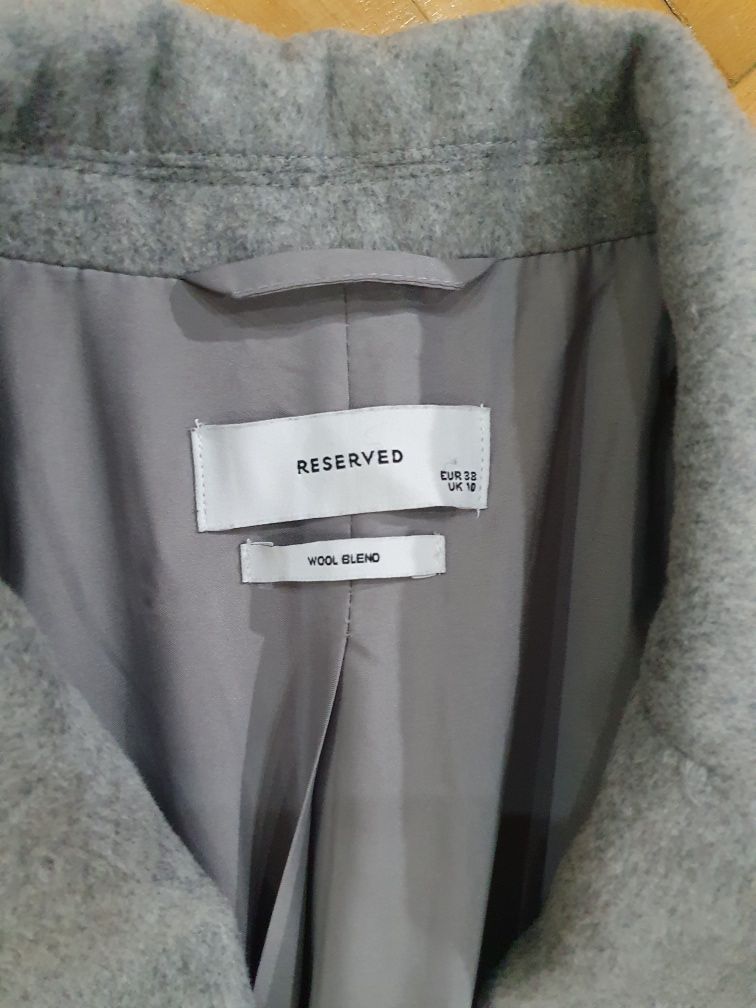 RESERVED
EUR 38
UK 10
WOOL BLEND